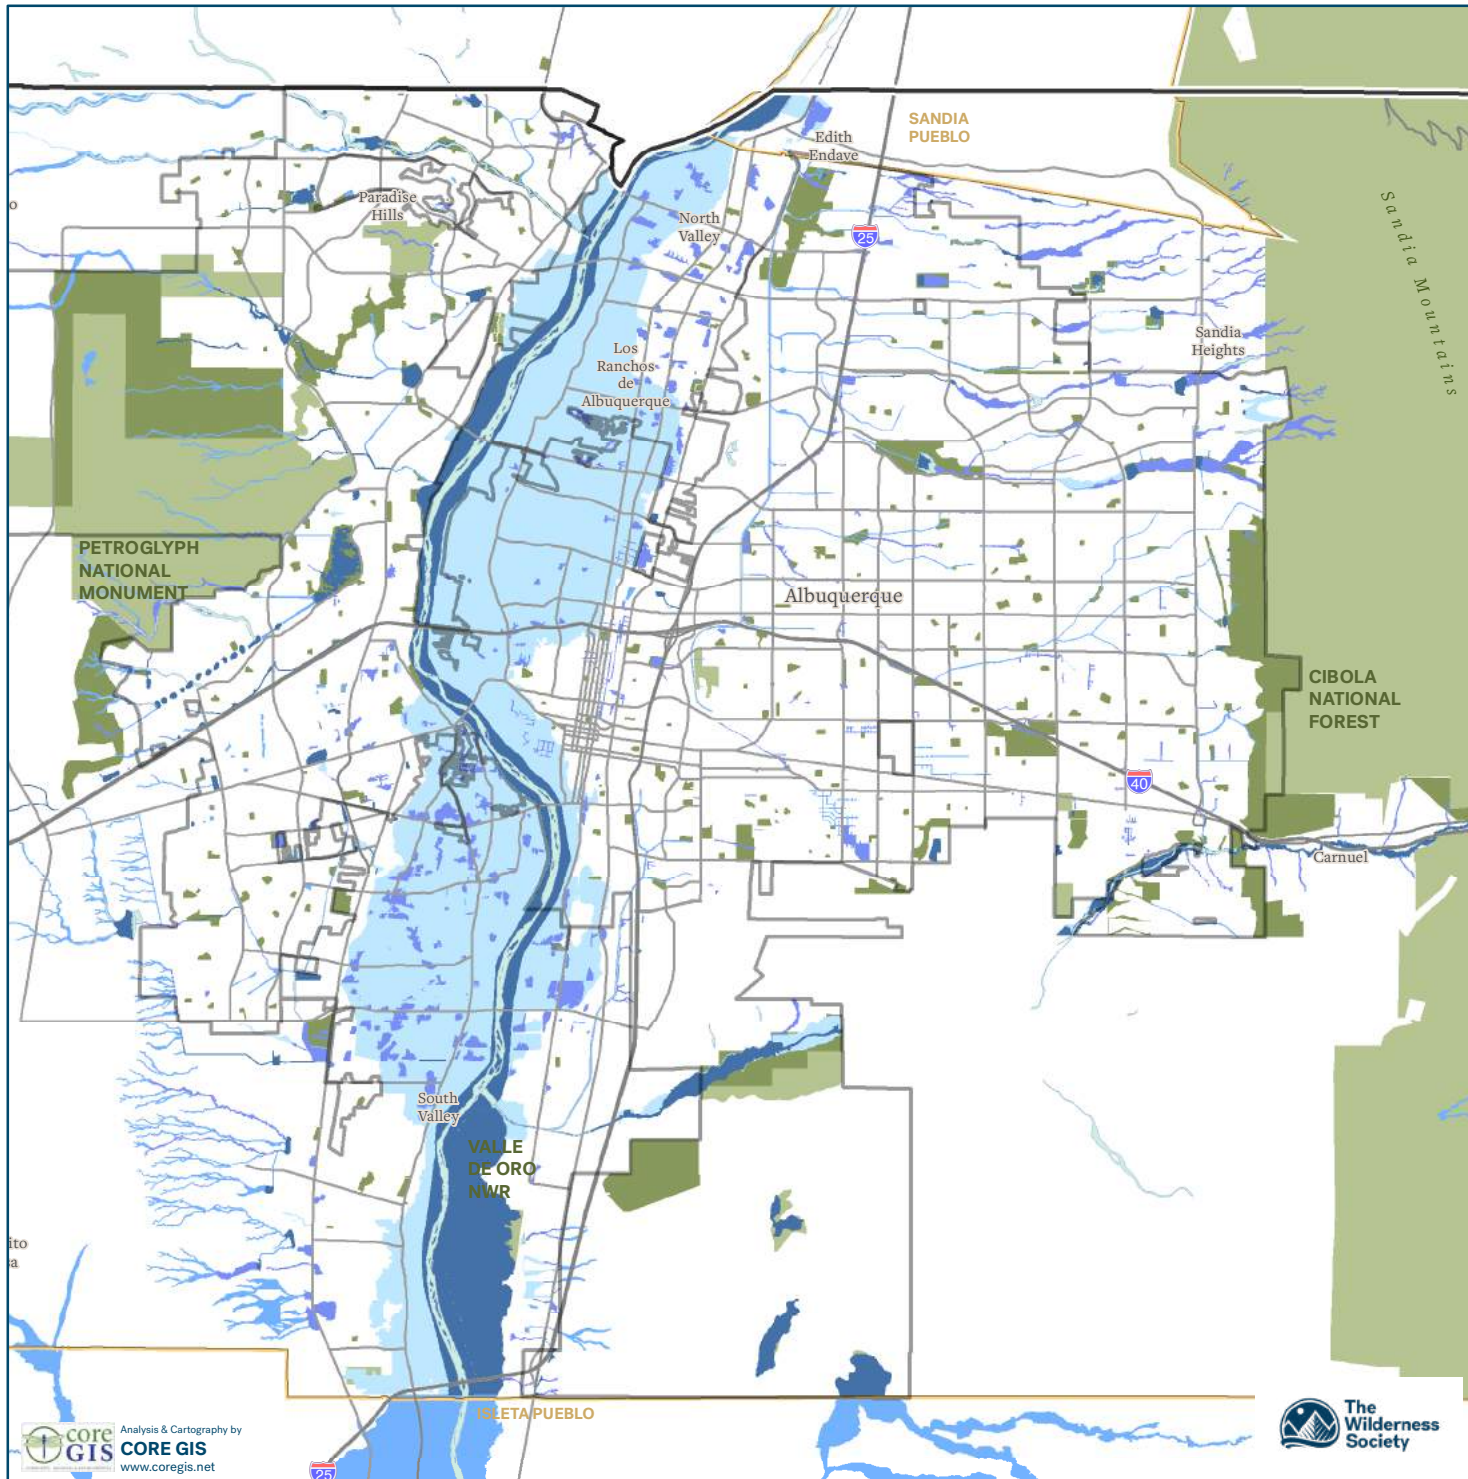 SANDIA
PUEBLO
Edith
Endave
Paradise
Hills
North
Valley
25
Sandia Mountains
Sandia
Heights
Los
Ranchos
de
Albuquerque
PETROGLYPH
NATIONAL
MONUMENT
Albuquerque
CIBOLA
NATIONAL
FOREST
40
Carnuel
South
Valley
VALLE
DE ORO
NWR
ito
a
ISLETA PUEBLO
25
core
GIS
Analysis & Cartography by
CORE GIS
www.coregis.net
The
Wilderness
Society